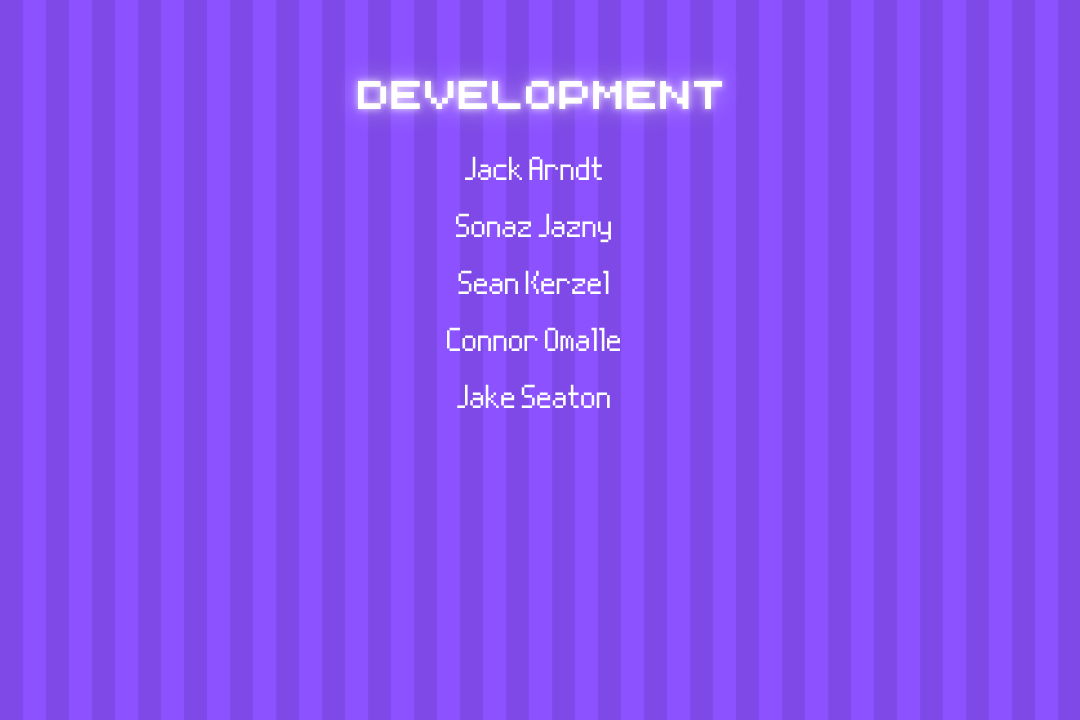 DEVELOPMENT
Jack Arndt
Sonaz Jazny
Sean Kerzel
Connor Omalle
Jake Seaton